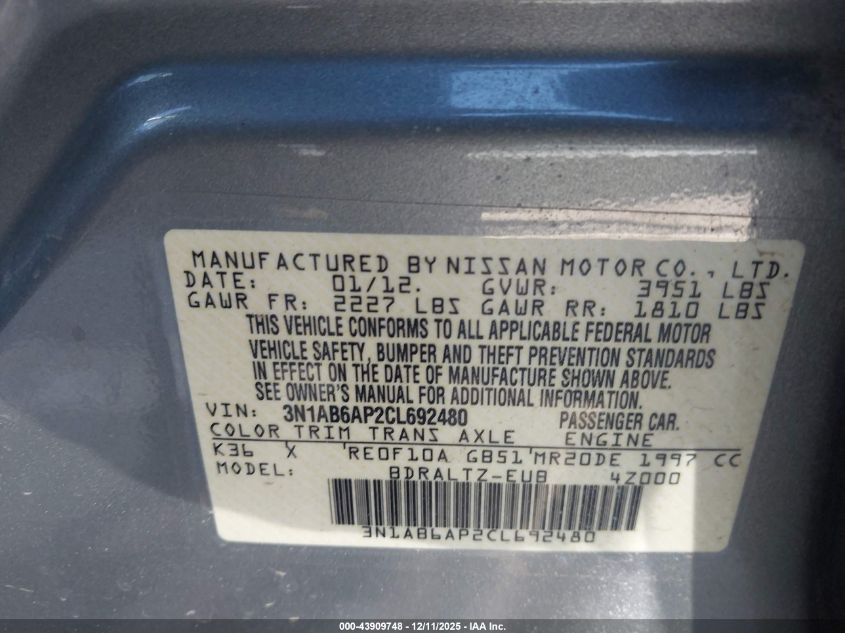 MANUFACTURED BY NISSAN MOTOR CO., LTD.
DATE: 01/12. GVWR: 3951 LBS
GAWR FR: 2227 LBS GAWR RR: 1810 LBS
THIS VEHICLE CONFORMS TO ALL APPLICABLE FEDERAL MOTOR
VEHICLE SAFETY, BUMPER AND THEFT PREVENTION STANDARDS
IN EFFECT ON THE DATE OF MANUFACTURE SHOWN ABOVE.
SEE OWNER'S MANUAL FOR ADDITIONAL INFORMATION.
VIN: 3N1AB6AP2CL692480 PASSENGER CAR.
COLOR TRIM TRANS AXLE ENGINE
K36 X RE0F10A GB51 MR20DE 1997 CC
MODEL: BDRALTZ-EUB 4Z000
3N1AB6AP2CL692480
000-43909748 - 12/11/2025 - IAA Inc.